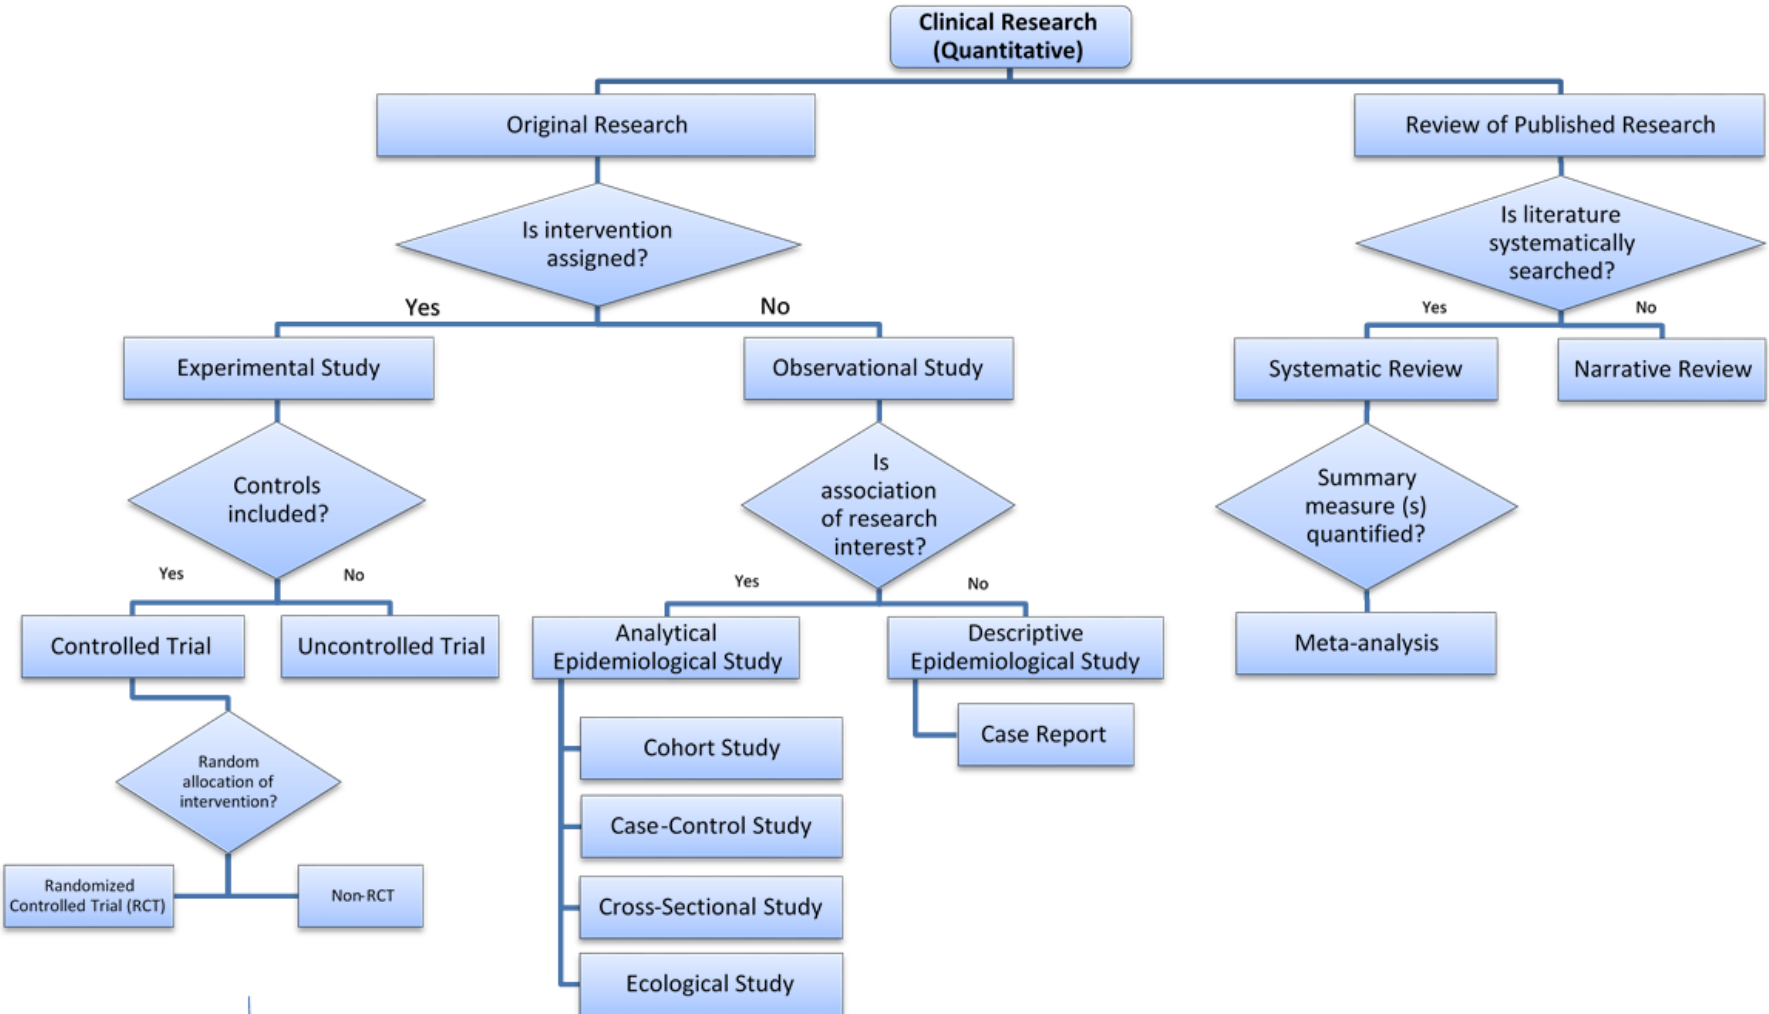 Clinical Research
(Quantitative)
Original Research
Review of Published Research
Is intervention
assigned?
Is literature
systematically
searched?
Yes
No
Yes
No
Experimental Study
Observational Study
Systematic Review
Narrative Review
Controls
included?
Is
association
of research
interest?
Summary
measure (s)
quantified?
Yes
No
Yes
No
Controlled Trial
Uncontrolled Trial
Analytical
Epidemiological Study
Descriptive
Epidemiological Study
Meta-analysis
Cohort Study
Case Report
Random
allocation of
intervention?
Case-Control Study
Randomized
Controlled Trial (RCT)
Non-RCT
Cross-Sectional Study
Ecological Study